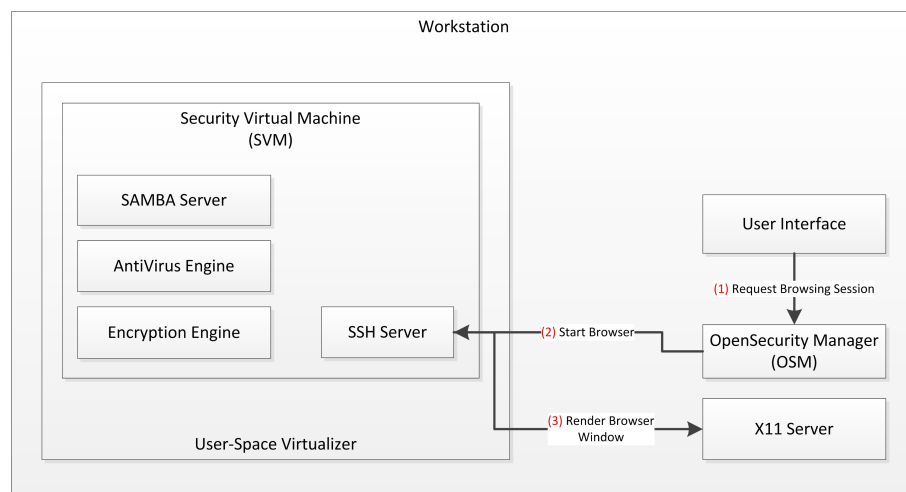 Workstation
Security Virtual Machine
(SVM)
SAMBA Server
AntiVirus Engine
Encryption Engine
SSH Server
User-Space Virtualizer
User Interface
(1) Request Browsing Session
OpenSecurity Manager
(OSM)
(2) Start Browser
(3) Render Browser
Window
X11 Server